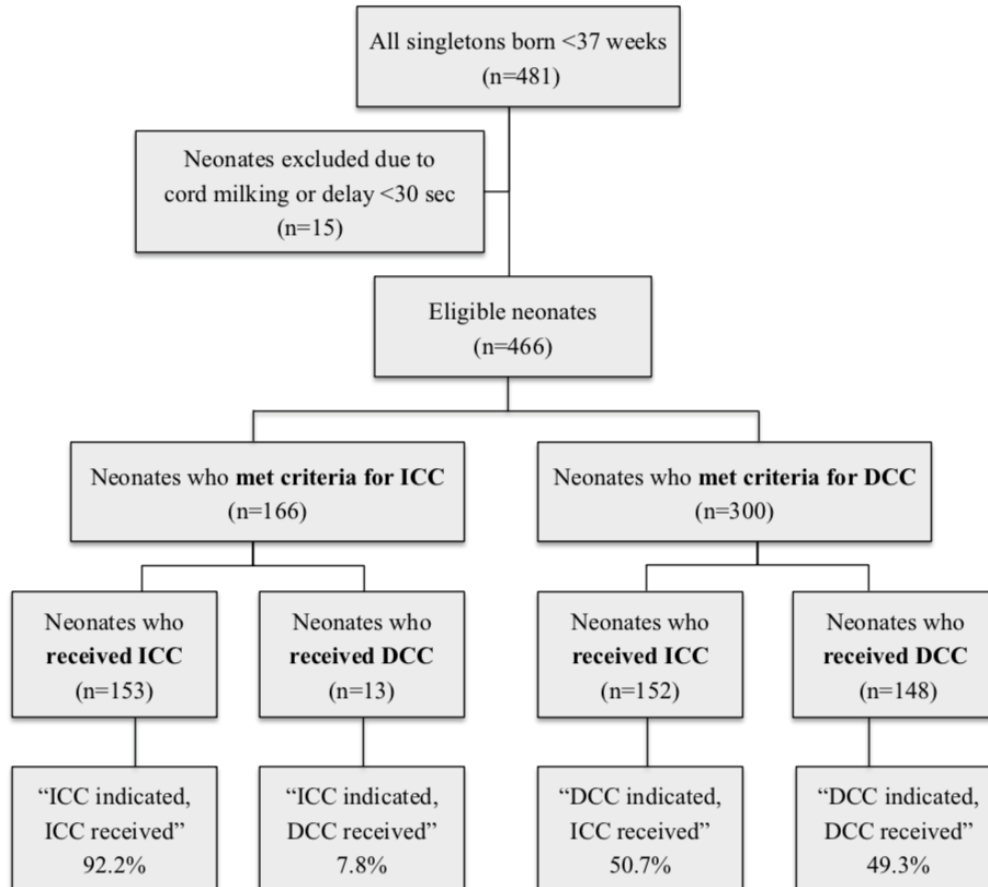 All singletons born <37 weeks
(n=481)
Neonates excluded due to
cord milking or delay <30 sec
(n=15)
Eligible neonates
(n=466)
Neonates who met criteria for ICC
(n=166)
Neonates who met criteria for DCC
(n=300)
Neonates who
received ICC
(n=153)
Neonates who
received DCC
(n=13)
Neonates who
received ICC
(n=152)
Neonates who
received DCC
(n=148)
“ICC indicated,
ICC received”
92.2%
“ICC indicated,
DCC received”
7.8%
“DCC indicated,
ICC received”
50.7%
“DCC indicated,
DCC received”
49.3%